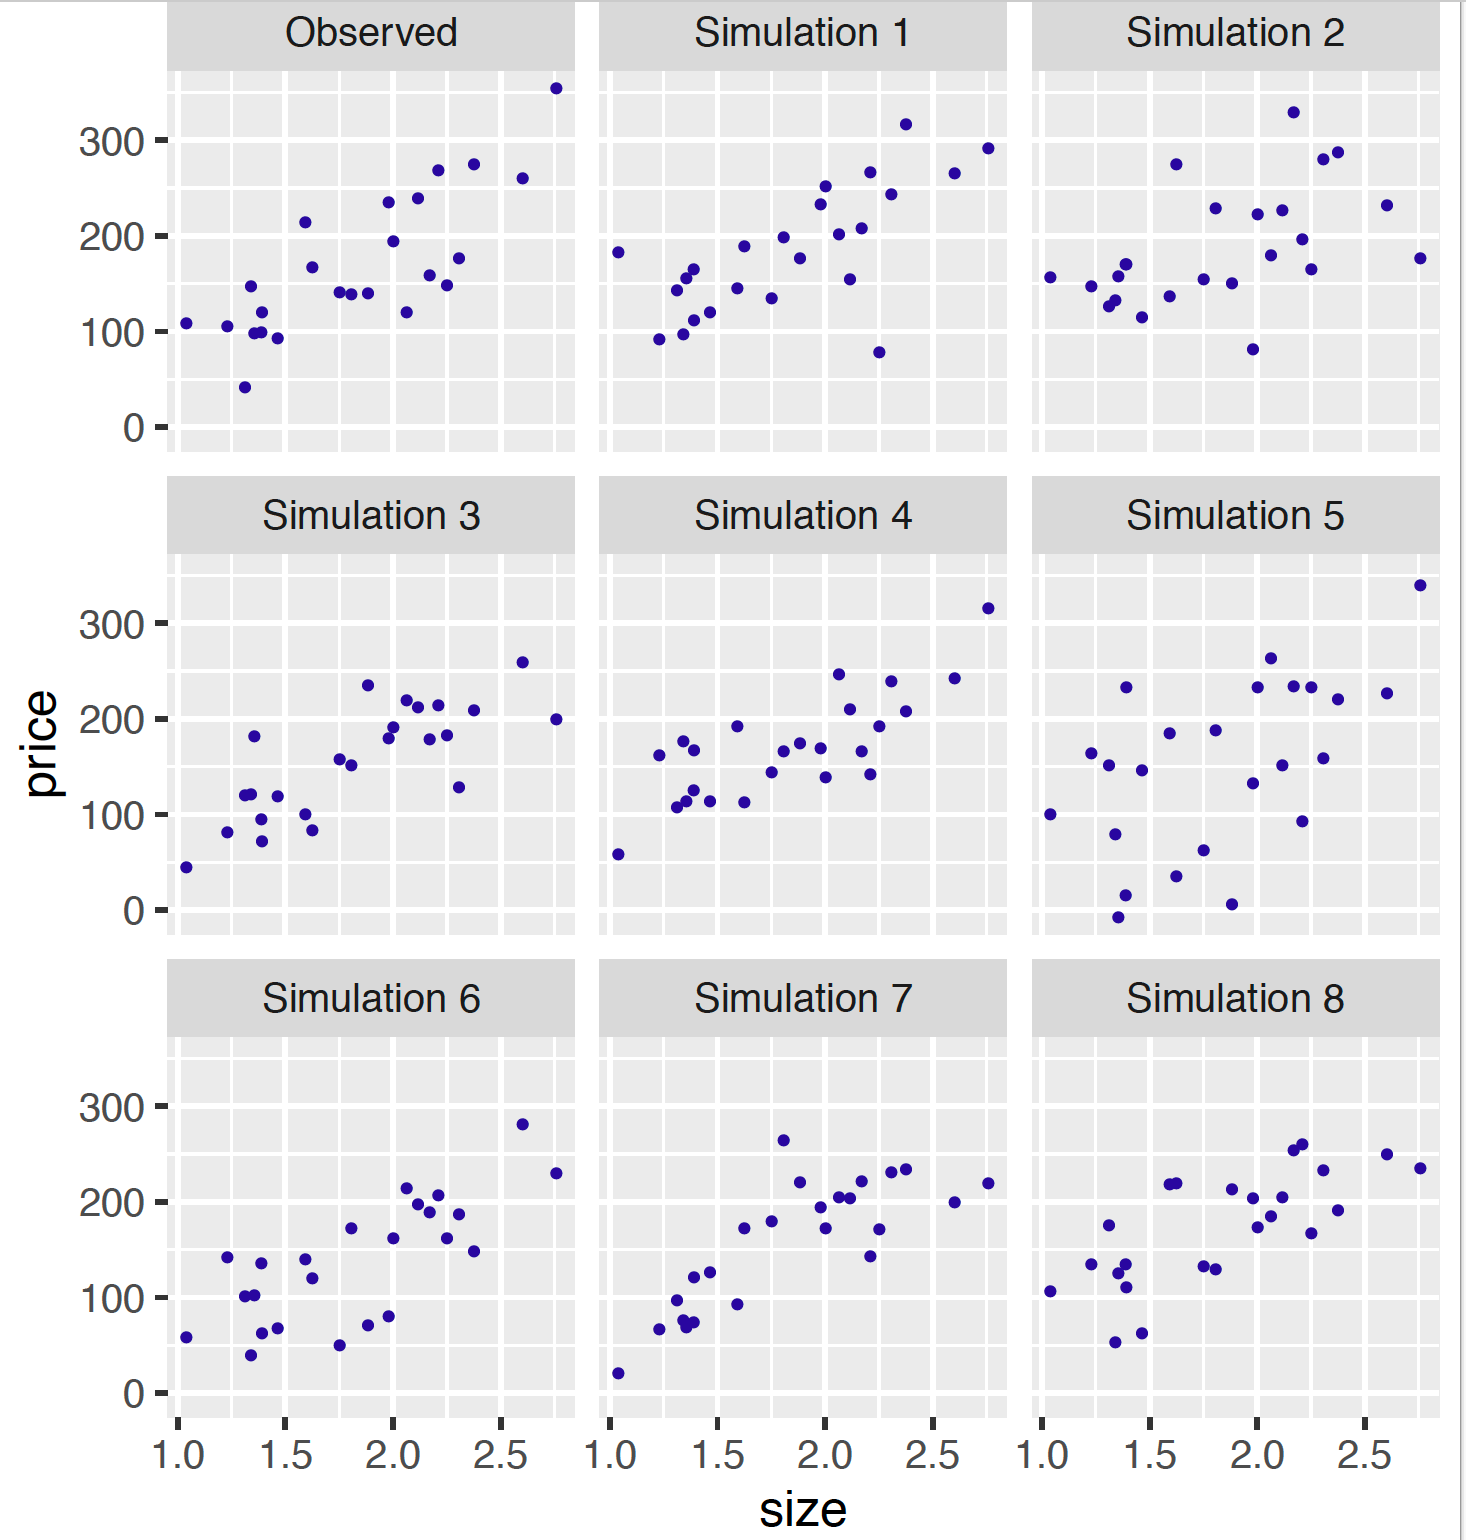 Observed
Simulation 1
Simulation 2
300
200
100
0
Simulation 3
Simulation 4
Simulation 5
300
200
100
0
price
Simulation 6
Simulation 7
Simulation 8
300
200
100
0
1.0 1.5 2.0 2.5
1.0 1.5 2.0 2.5
1.0 1.5 2.0 2.5
size